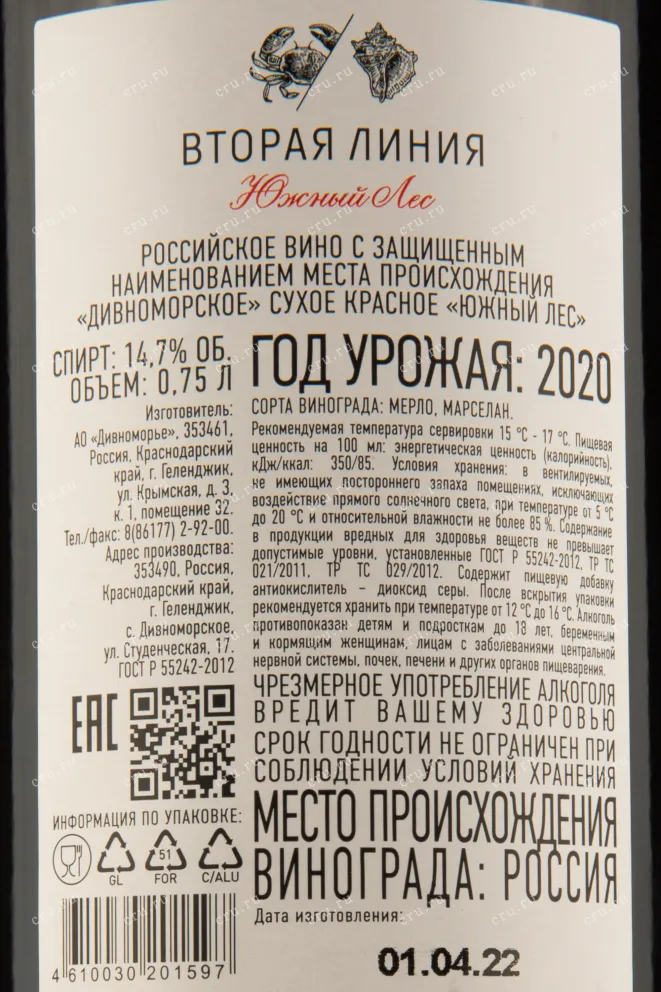 ВТОРАЯ ЛИНИЯ
Южный Лес
РОССИЙСКОЕ ВИНО С ЗАЩИЩЕННЫМ
НАИМЕНОВАНИЕМ МЕСТА ПРОИСХОЖДЕНИЯ
«ДИВНОМОРСКОЕ» СУХОЕ КРАСНОЕ «ЮЖНЫЙ ЛЕС»
СПИРТ: 14,7% ОБ.
ОБЪЕМ: 0,75 Л
Изготовитель:
АО «Дивноморье», 353461,
Россия, Краснодарский
край, г. Геленджик,
ул. Крымская, д. 3,
к. 1, помещение 32.
Тел./факс: 8(86177) 2-92-00.
Адрес производства:
353490, Россия,
Краснодарский край,
г. Геленджик,
с. Дивноморское,
ул. Студенческая, 17.
ГОСТ Р 55242-2012
EAC
ИНФОРМАЦИЯ ПО УПАКОВКЕ:
51
GL FOR C/ALU
4 610030 201597
ГОД УРОЖАЯ: 2020
СОРТА ВИНОГРАДА: МЕРЛО, МАРСЕЛАН.
Рекомендуемая температура сервировки 15 °С - 17 °С. Пищевая
ценность на 100 мл: энергетическая ценность (калорийность),
кДж/ккал: 350/85. Условия хранения: в вентилируемых,
не имеющих постороннего запаха помещениях, исключающих
воздействие прямого солнечного света, при температуре от 5 °С
до 20 °С и относительной влажности не более 85 %. Содержание
в продукции вредных для здоровья веществ не превышает
допустимые уровни, установленные ГОСТ Р 55242-2012, ТР ТС
021/2011, ТР ТС 029/2012. Содержит пищевую добавку
антиокислитель – диоксид серы. После вскрытия упаковки
рекомендуется хранить при температуре от 12 °С до 16 °С. Алкоголь
противопоказан детям и подросткам до 18 лет, беременным
и кормящим женщинам, лицам с заболеваниями центральной
нервной системы, почек, печени и других органов пищеварения.
ЧРЕЗМЕРНОЕ УПОТРЕБЛЕНИЕ АЛКОГОЛЯ
ВРЕДИТ ВАШЕМУ ЗДОРОВЬЮ
СРОК ГОДНОСТИ НЕ ОГРАНИЧЕН ПРИ
СОБЛЮДЕНИИ УСЛОВИЙ ХРАНЕНИЯ
МЕСТО ПРОИСХОЖДЕНИЯ
ВИНОГРАДА: РОССИЯ
Дата изготовления:
01.04.22
cru.ru